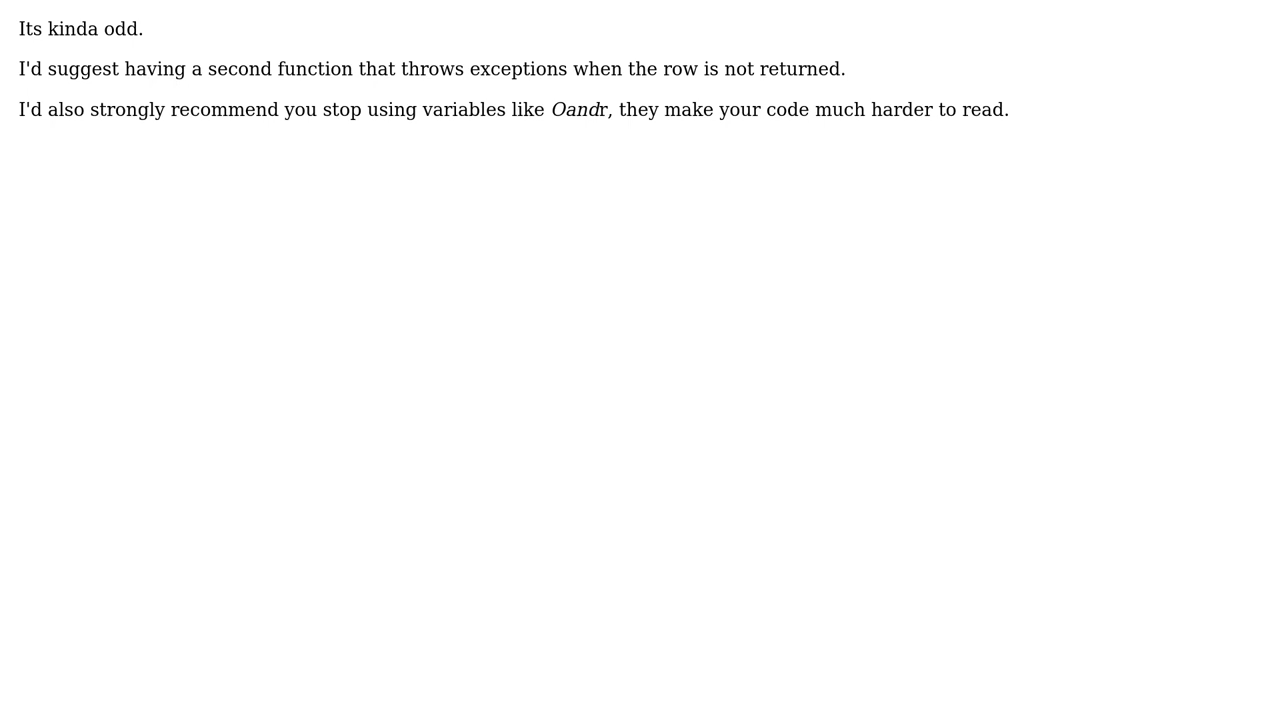 Its kinda odd.
I'd suggest having a second function that throws exceptions when the row is not returned.
I'd also strongly recommend you stop using variables like Oandr, they make your code much harder to read.